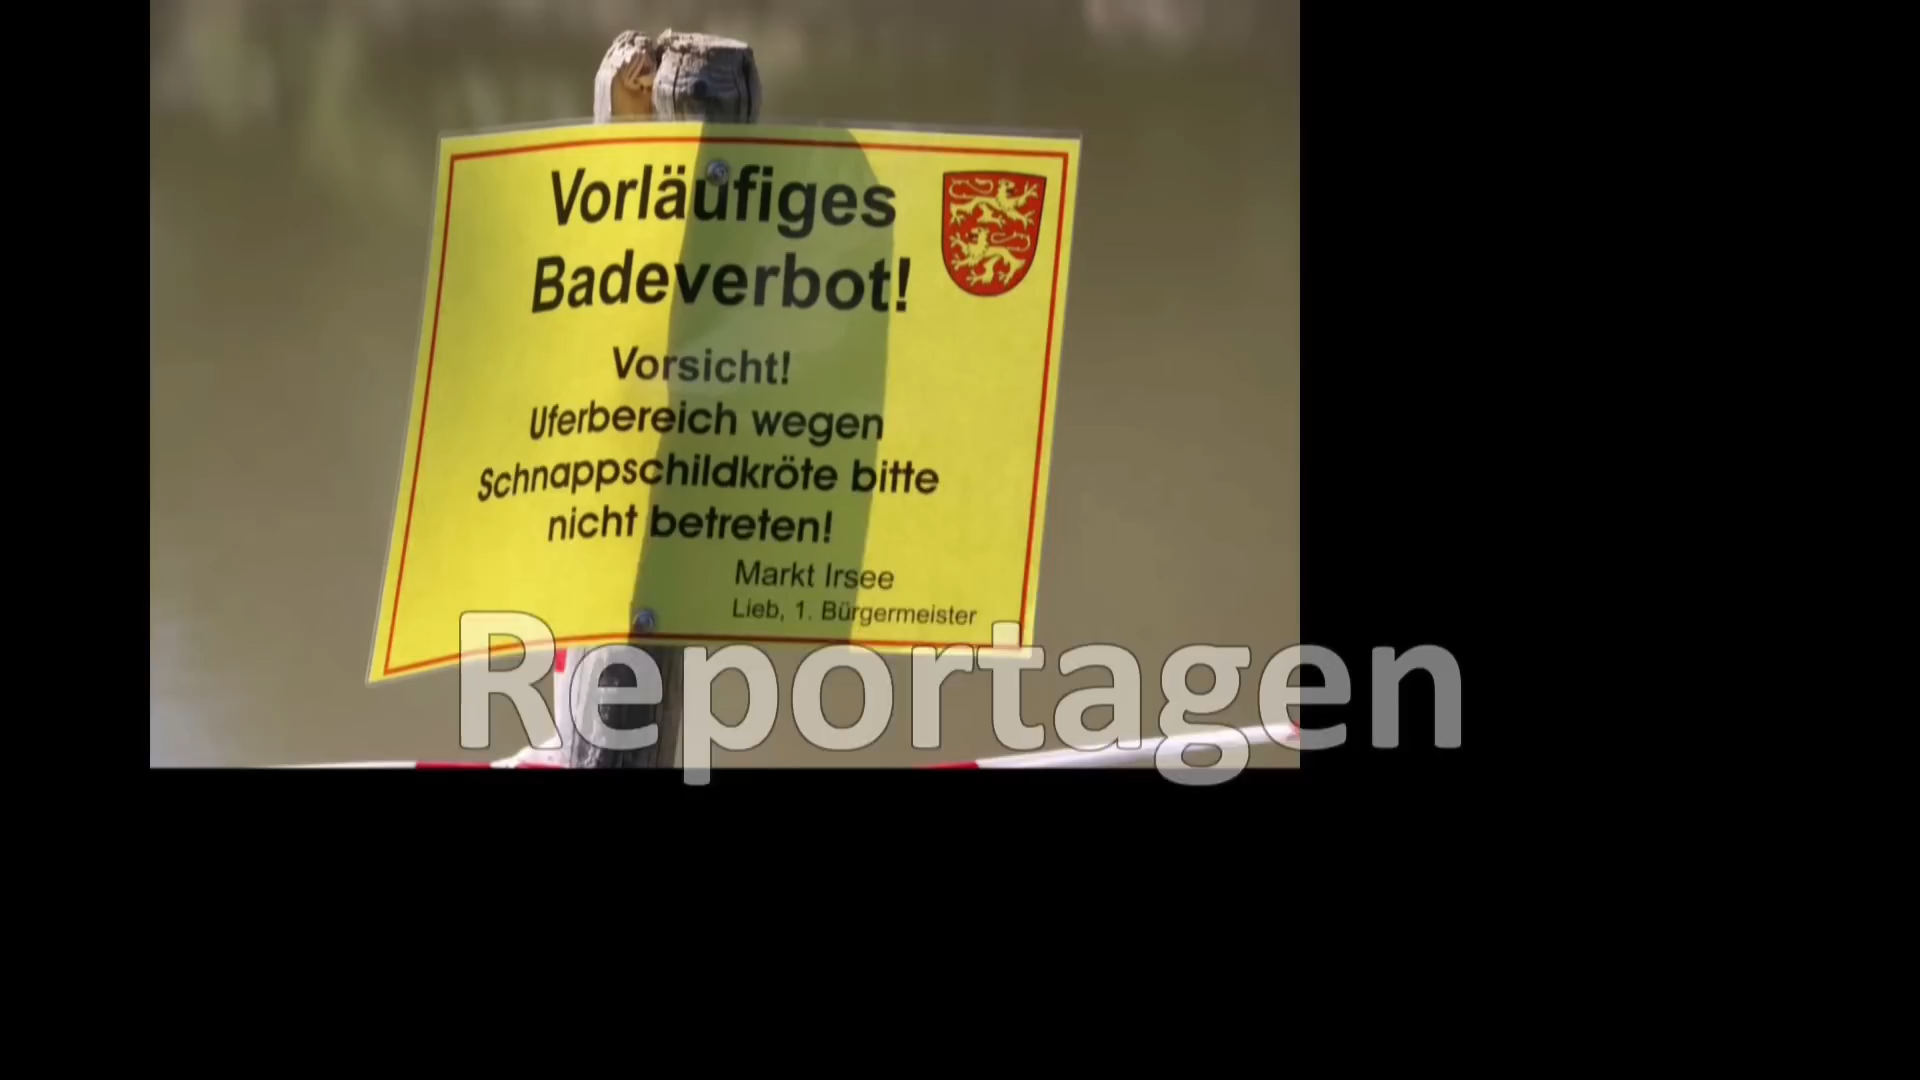 Vorläufiges
Badeverbot!
Vorsicht!
Uferbereich wegen
Schnappschildkröte bitte
nicht betreten!
Markt Irsee
Lieb, 1. Bürgermeister
Reportagen